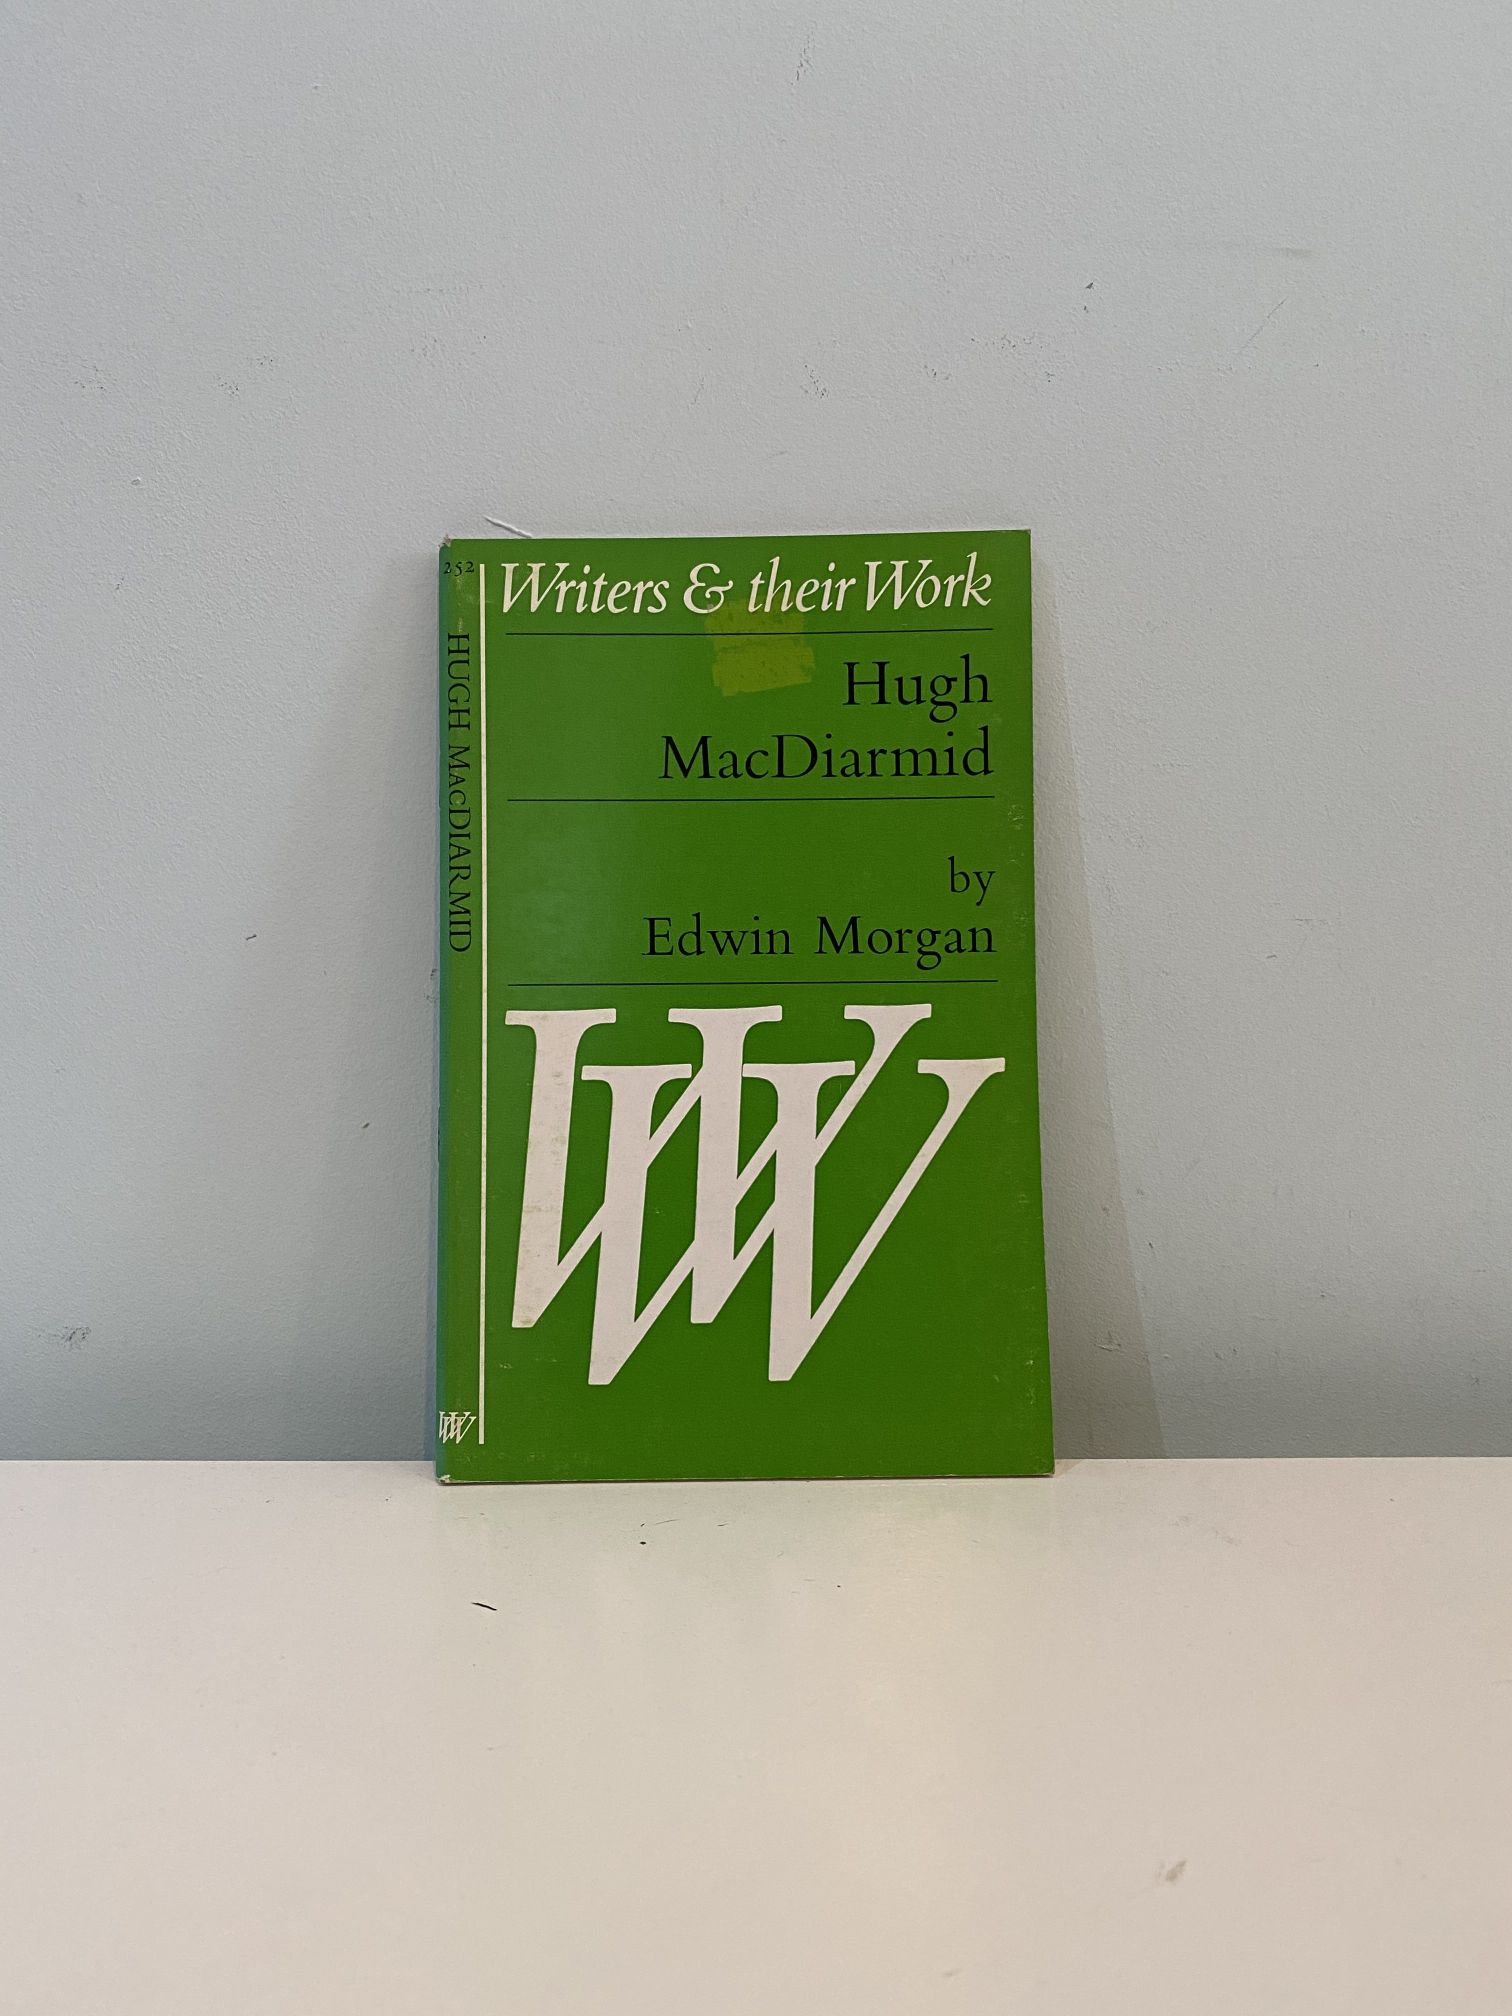 252
HUGH MACDIARMID
WW
Writers & their Work
Hugh
MacDiarmid
by
Edwin Morgan
WW